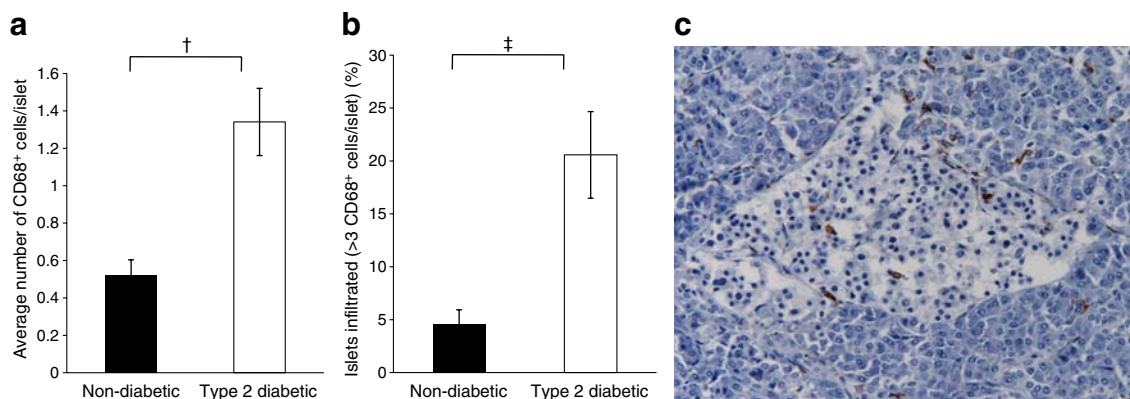 a
†
Average number of CD68⁺ cells/islet
1.6
1.4
1.2
1
0.8
0.6
0.4
0.2
0
Non-diabetic
Type 2 diabetic
b
‡
Islets infiltrated (>3 CD68⁺ cells/islet) (%)
30
25
20
15
10
5
0
Non-diabetic
Type 2 diabetic
c